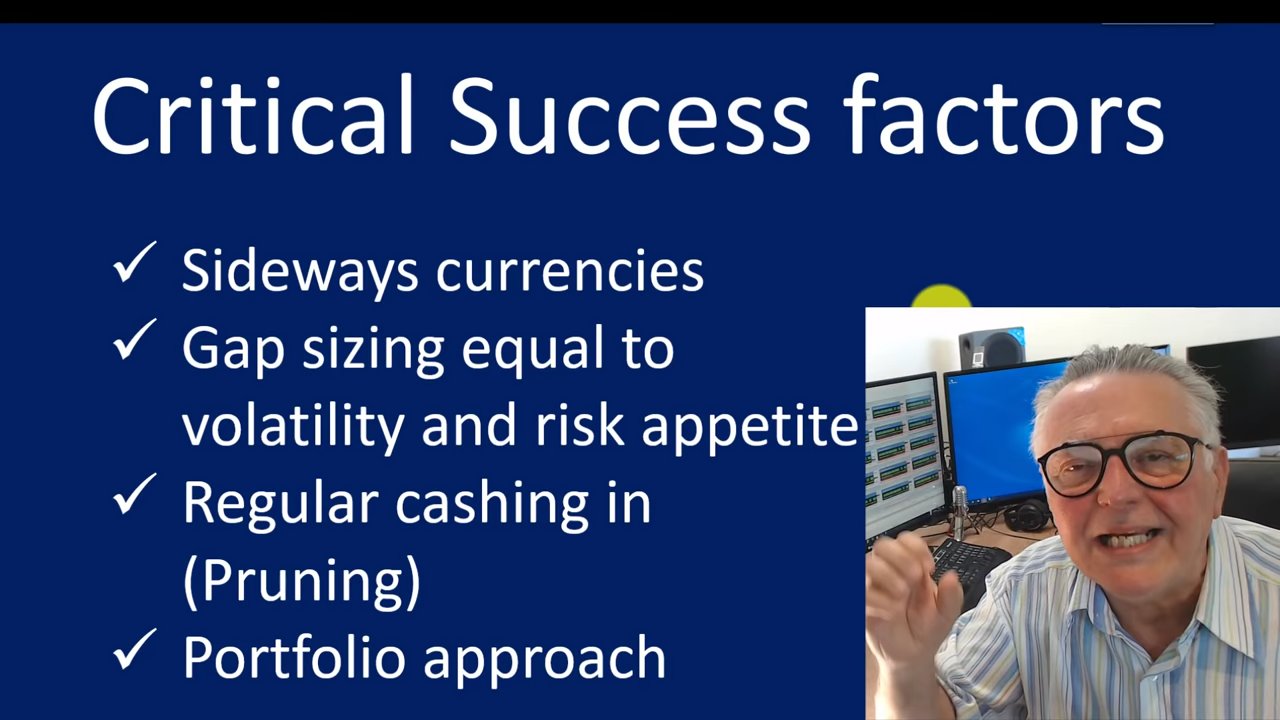 Critical Success factors
✓ Sideways currencies
✓ Gap sizing equal to
volatility and risk appetite
✓ Regular cashing in
(Pruning)
✓ Portfolio approach